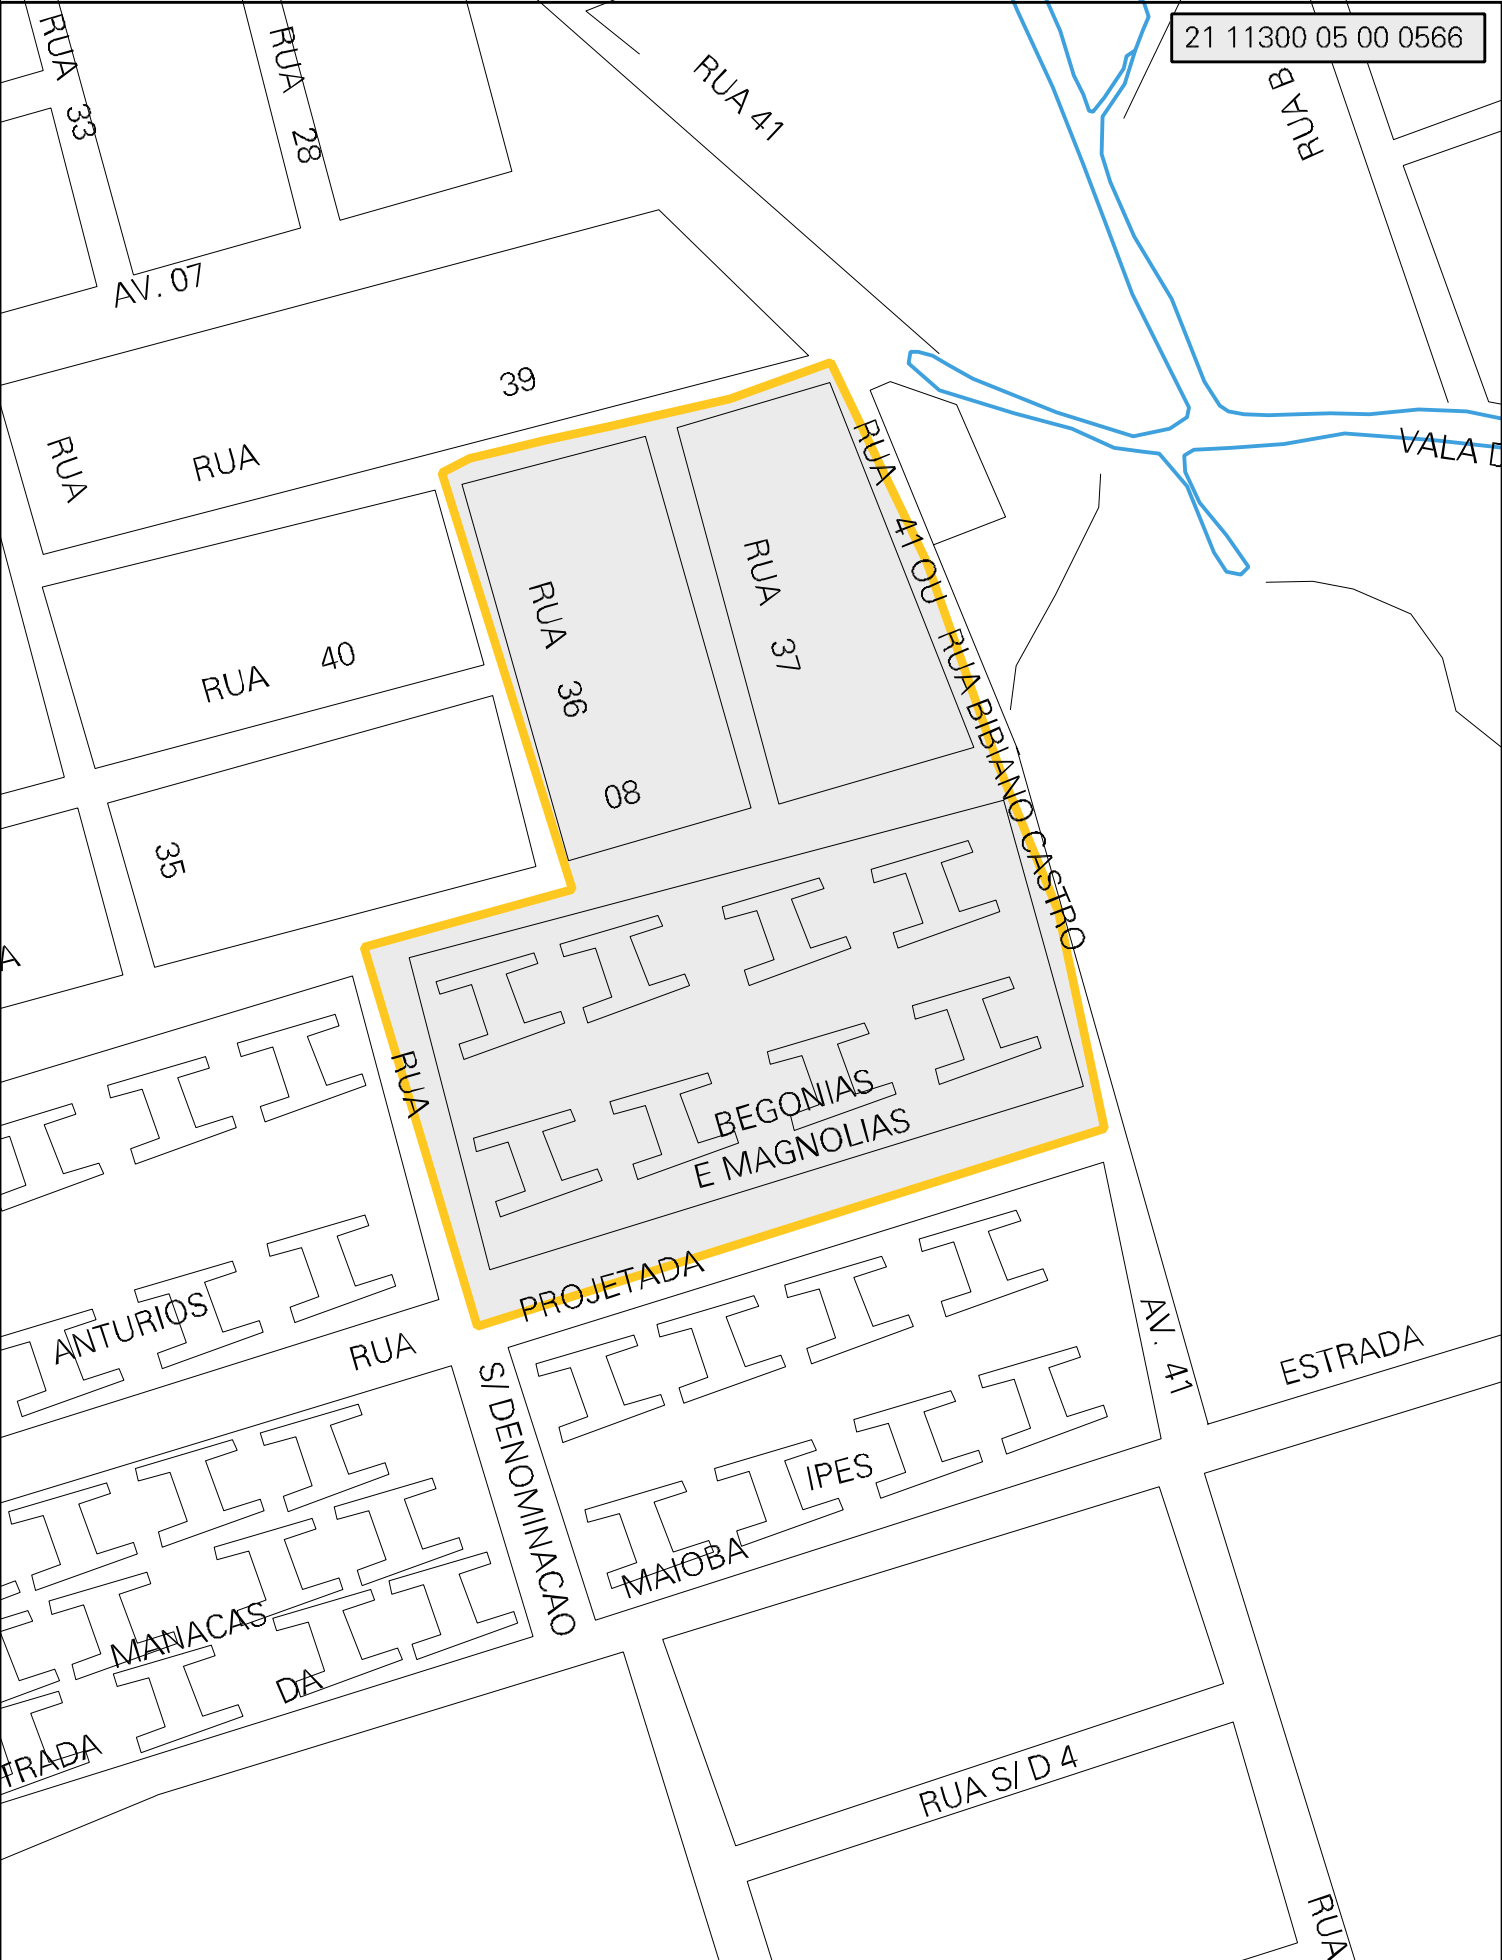 21 11300 05 00 0566
RUA 33
RUA 28
RUA 41
RUA B
AV. 07
39
RUA
RUA
VALA D
RUA 41 OU RUA BIBIANO CASTRO
RUA 36
RUA 37
RUA 40
08
35
A
RUA
BEGONIAS
E MAGNOLIAS
PROJETADA
ANTURIOS
RUA
S/ DENOMINACAO
AV. 41
ESTRADA
IPES
MAIOBA
MANACAS
DA
TRADA
RUA S/ D 4
RUA